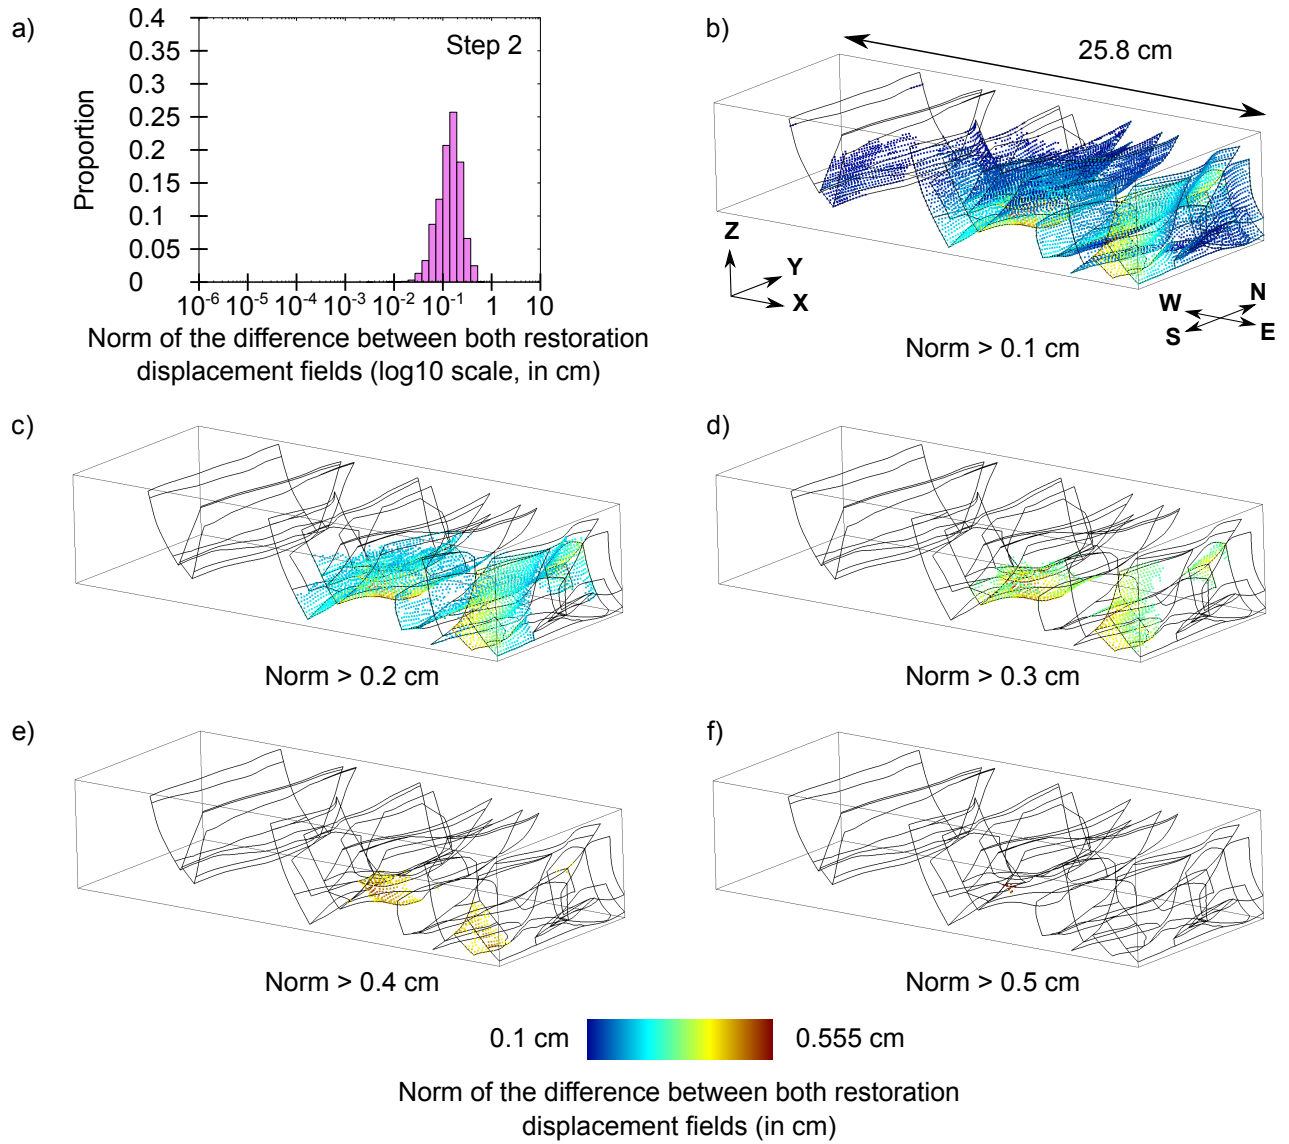 a)
0.4
0.35
0.3
0.25
0.2
0.15
0.1
0.05
0
Proportion
Step 2
10-6 10-5 10-4 10-3 10-2 10-1 1 10
Norm of the difference between both restoration
displacement fields (log10 scale, in cm)
b)
25.8 cm
Z
Y
X
W
N
S
E
Norm > 0.1 cm
c)
Norm > 0.2 cm
d)
Norm > 0.3 cm
e)
Norm > 0.4 cm
f)
Norm > 0.5 cm
0.1 cm
0.555 cm
Norm of the difference between both restoration
displacement fields (in cm)